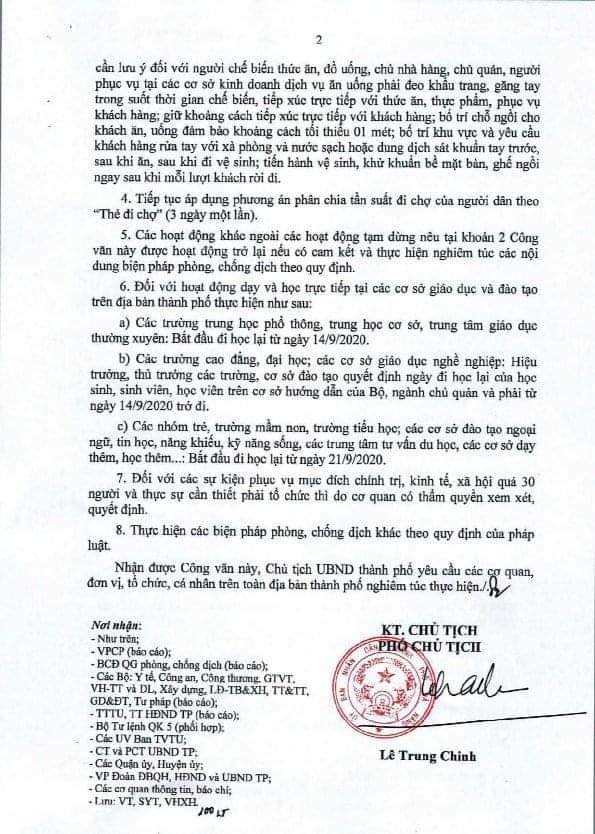 2
cần lưu ý đối với người chế biến thức ăn, đồ uống, chủ nhà hàng, chủ quán, người
phục vụ tại các cơ sở kinh doanh dịch vụ ăn uống phải đeo khẩu trang, găng tay
trong suốt thời gian chế biến, tiếp xúc trực tiếp với thức ăn, thực phẩm, phục vụ
khách hàng; giữ khoảng cách tiếp xúc trực tiếp với khách hàng; bố trí chỗ ngồi cho
khách ăn, uống đảm bảo khoảng cách tối thiểu 01 mét; bố trí khu vực và yêu cầu
khách hàng rửa tay với xà phòng và nước sạch hoặc dung dịch sát khuẩn tay trước,
sau khi ăn, sau khi đi vệ sinh; tiến hành vệ sinh, khử khuẩn bề mặt bàn, ghế ngồi
ngay sau khi mỗi lượt khách rời đi.
4. Tiếp tục áp dụng phương án phân chia tần suất đi chợ của người dân theo
“Thẻ đi chợ” (3 ngày một lần).
5. Các hoạt động khác ngoài các hoạt động tạm dừng nêu tại khoản 2 Công
văn này được hoạt động trở lại nếu có cam kết và thực hiện nghiêm túc các nội
dung biện pháp phòng, chống dịch theo quy định.
6. Đối với hoạt động dạy và học trực tiếp tại các cơ sở giáo dục và đào tạo
trên địa bàn thành phố thực hiện như sau:
a) Các trường trung học phổ thông, trung học cơ sở, trung tâm giáo dục
thường xuyên: Bắt đầu đi học lại từ ngày 14/9/2020.
b) Các trường cao đẳng, đại học; các cơ sở giáo dục nghề nghiệp: Hiệu
trưởng, thủ trưởng các trường, cơ sở đào tạo quyết định ngày đi học lại của học
sinh, sinh viên, học viên trên cơ sở hướng dẫn của Bộ, ngành chủ quản và phải từ
ngày 14/9/2020 trở đi.
c) Các nhóm trẻ, trường mầm non, trường tiểu học; các cơ sở đào tạo ngoại
ngữ, tin học, năng khiếu, kỹ năng sống, các trung tâm tư vấn du học, các cơ sở dạy
thêm, học thêm...: Bắt đầu đi học lại từ ngày 21/9/2020.
7. Đối với các sự kiện phục vụ mục đích chính trị, kinh tế, xã hội quá 30
người và thực sự cần thiết phải tổ chức thì do cơ quan có thẩm quyền xem xét,
quyết định.
8. Thực hiện các biện pháp phòng, chống dịch khác theo quy định của pháp
luật.
Nhận được Công văn này, Chủ tịch UBND thành phố yêu cầu các cơ quan,
đơn vị, tổ chức, cá nhân trên toàn địa bàn thành phố nghiêm túc thực hiện./.
Nơi nhận:
- Như trên;
- VPCP (báo cáo);
- BCĐ QG phòng, chống dịch (báo cáo);
- Các Bộ: Y tế, Công an, Công thương, GTVT,
VH-TT và DL, Xây dựng, LĐ-TB&XH, TT&TT,
GD&ĐT, Tư pháp (báo cáo);
- TTTU, TT HĐND TP (báo cáo);
- Bộ Tư lệnh QK 5 (phối hợp);
- Các UV Ban TVTU;
- CT và PCT UBND TP;
- Các Quận ủy, Huyện ủy;
- VP Đoàn ĐBQH, HĐND và UBND TP;
- Các cơ quan thông tin, báo chí;
- Lưu: VT, SYT, VHXH.
KT. CHỦ TỊCH
PHÓ CHỦ TỊCH
Lê Trung Chinh